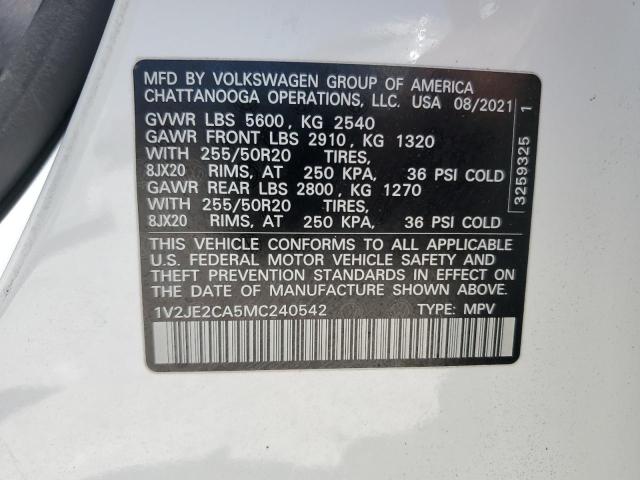 MFD BY VOLKSWAGEN GROUP OF AMERICA
CHATTANOOGA OPERATIONS, LLC. USA 08/2021
GVWR LBS 5600, KG 2540
GAWR FRONT LBS 2910, KG 1320
WITH 255/50R20 TIRES,
8JX20 RIMS, AT 250 KPA, 36 PSI COLD
GAWR REAR LBS 2800, KG 1270
WITH 255/50R20 TIRES,
8JX20 RIMS, AT 250 KPA, 36 PSI COLD
THIS VEHICLE CONFORMS TO ALL APPLICABLE
U.S. FEDERAL MOTOR VEHICLE SAFETY AND
THEFT PREVENTION STANDARDS IN EFFECT ON
THE DATE OF MANUFACTURE SHOWN ABOVE.
1V2JE2CA5MC240542 TYPE: MPV
3259325 1